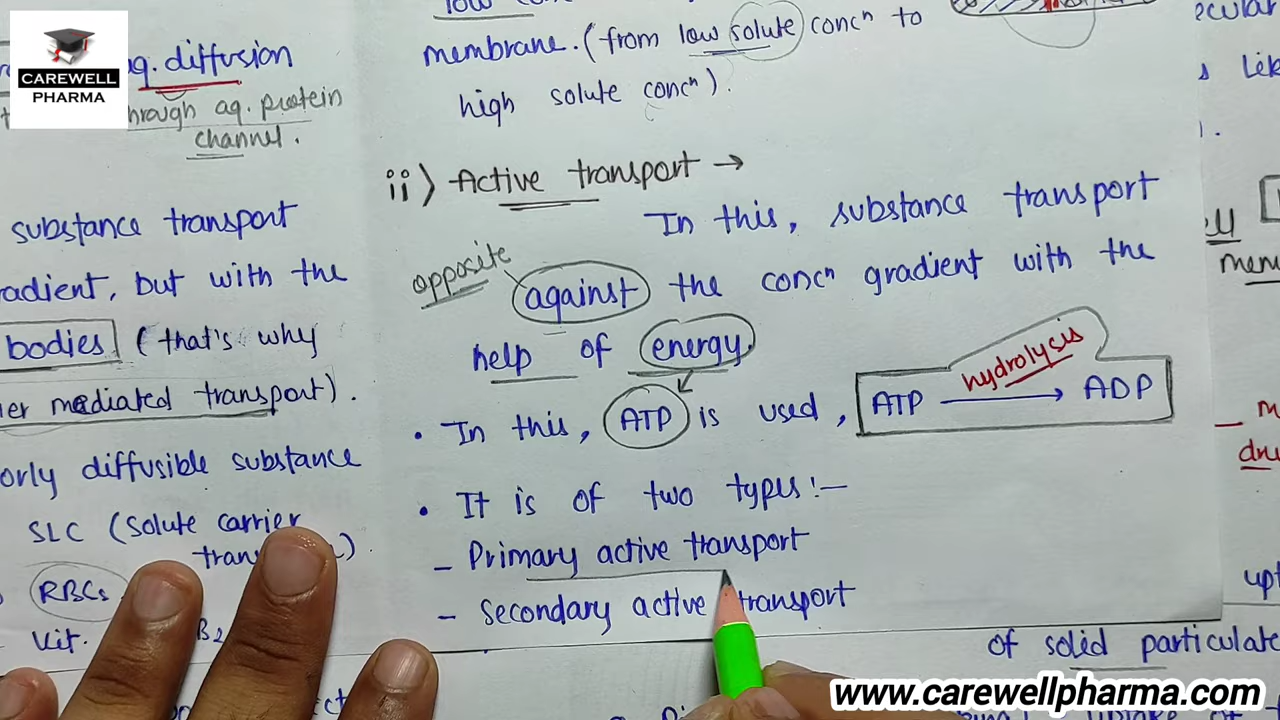 CAREWELL
PHARMA
aq. diffusion
through aq. protein
channel.
substance transport
but with the
bodies (that's why
mediated transport).
diffusible substance
SLC (Solute carrier
RBCs
Vit.
B2
membrane. (from low solute concⁿ to
high solute concⁿ).
ii) Active transport →
In this, substance transport
opposite
against the concⁿ gradient with the
help of energy.
• In this, ATP is used,
hydrolysis
ATP → ADP
• It is of two types:-
- Primary active transport
- Secondary active transport
of solid particulate
www.carewellpharma.com